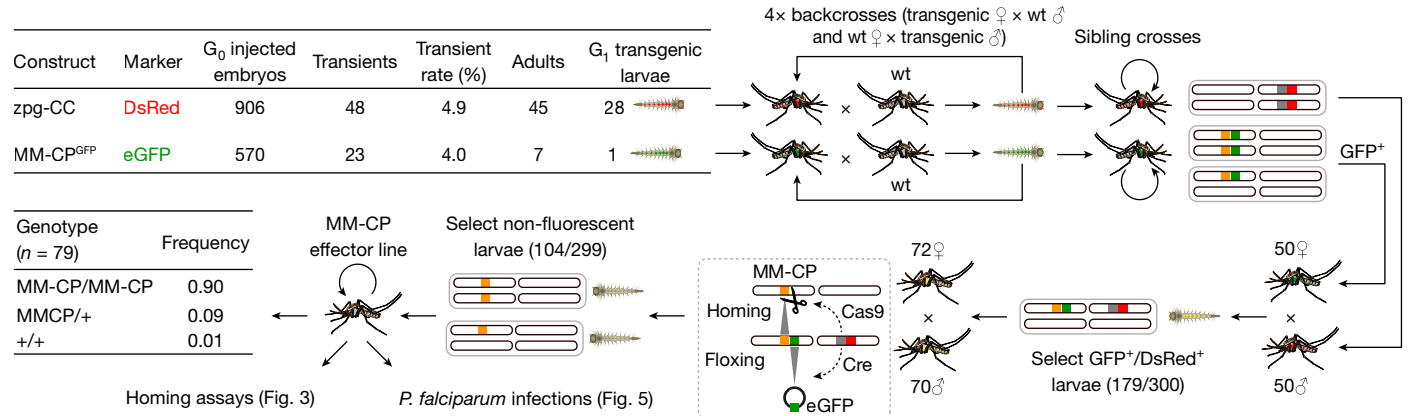 4× backcrosses (transgenic ♀ × wt ♂
and wt ♀ × transgenic ♂)
Sibling crosses
Construct Marker G0 injected embryos Transients Transient rate (%) Adults G1 transgenic larvae
zpg-CC DsRed 906 48 4.9 45 28
MM-CPGFP eGFP 570 23 4.0 7 1
wt
×
×
wt
GFP+
Genotype
(n = 79)
Frequency
MM-CP/MM-CP 0.90
MMCP/+ 0.09
+/+ 0.01
MM-CP
effector line
Select non-fluorescent
larvae (104/299)
Homing assays (Fig. 3)
P. falciparum infections (Fig. 5)
MM-CP
Homing
Cas9
Floxing
Cre
eGFP
72♀
×
70♂
Select GFP+/DsRed+
larvae (179/300)
50♀
×
50♂